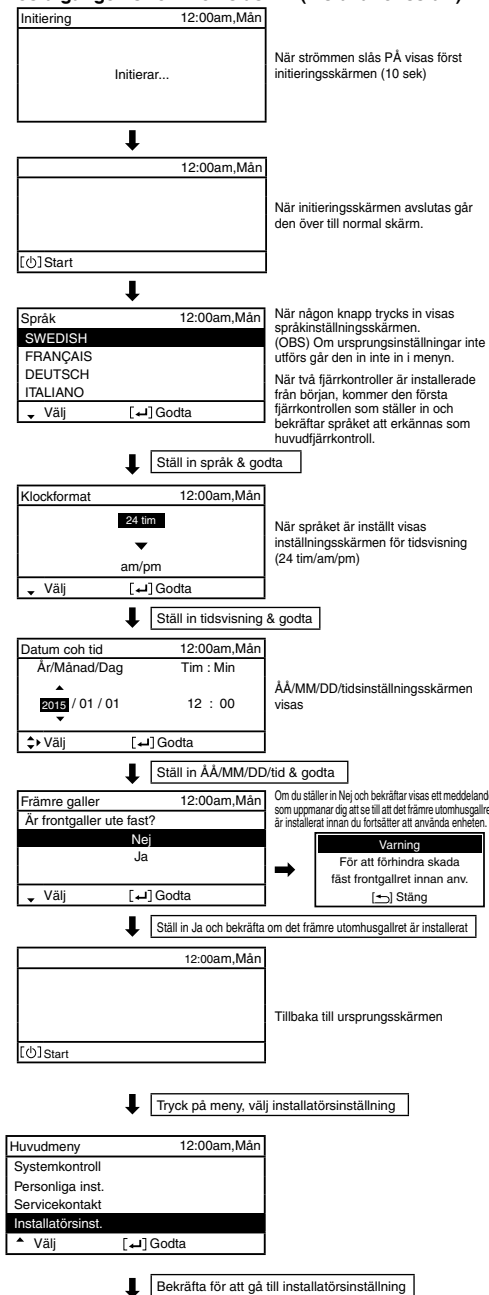 Initiering 12:00am,Mån
Initierar...
När strömmen slås PÅ visas först
initieringsskärmen (10 sek)
12:00am,Mån
[⏻] Start
När initieringsskärmen avslutas går
den över till normal skärm.
Språk 12:00am,Mån
SWEDISH
FRANÇAIS
DEUTSCH
ITALIANO
Välj [↵] Godta
När någon knapp trycks in visas
språkinställningsskärmen.
(OBS) Om ursprungsinställningar inte
utförs går den in inte in i menyn.
När två fjärrkontroller är installerade
från början, kommer den första
fjärrkontrollen som ställer in och
bekräftar språket att erkännas som
huvudfjärrkontroll.
Ställ in språk & godta
Klockformat 12:00am,Mån
24 tim
am/pm
Välj [↵] Godta
När språket är inställt visas
inställningsskärmen för tidsvisning
(24 tim/am/pm)
Ställ in tidsvisning & godta
Datum coh tid 12:00am,Mån
År/Månad/Dag Tim : Min
2015 / 01 / 01 12 : 00
Välj [↵] Godta
ÅÅ/MM/DD/tidsinställningsskärmen
visas
Ställ in ÅÅ/MM/DD/tid & godta
Främre galler 12:00am,Mån
Är frontgaller ute fast?
Nej
Ja
Välj [↵] Godta
Om du ställer in Nej och bekräftar visas ett meddelande
som uppmanar dig att se till att det främre utomhusgallret
är installerat innan du fortsätter att använda enheten.
Varning
För att förhindra skada
fäst frontgallret innan anv.
[⮌] Stäng
Ställ in Ja och bekräfta om det främre utomhusgallret är installerat
12:00am,Mån
[⏻] Start
Tillbaka till ursprungsskärmen
Tryck på meny, välj installatörsinställning
Huvudmeny 12:00am,Mån
Systemkontroll
Personliga inst.
Servicekontakt
Installatörsinst.
Välj [↵] Godta
Bekräfta för att gå till installatörsinställning